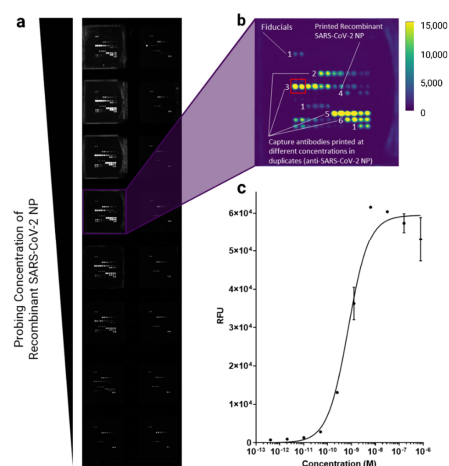 a
Probing Concentration of
Recombinant SARS-CoV-2 NP
b
Fiducials
Printed Recombinant
SARS-CoV-2 NP
1
2
3
4
1
5
6
1
Capture antibodies printed at
different concentrations in
duplicates (anti-SARS-CoV-2 NP)
15,000
10,000
5,000
0
c
RFU
6×10⁴
5×10⁴
4×10⁴
3×10⁴
2×10⁴
1×10⁴
0
10⁻¹³ 10⁻¹² 10⁻¹¹ 10⁻¹⁰ 10⁻⁹ 10⁻⁸ 10⁻⁷ 10⁻⁶
Concentration (M)